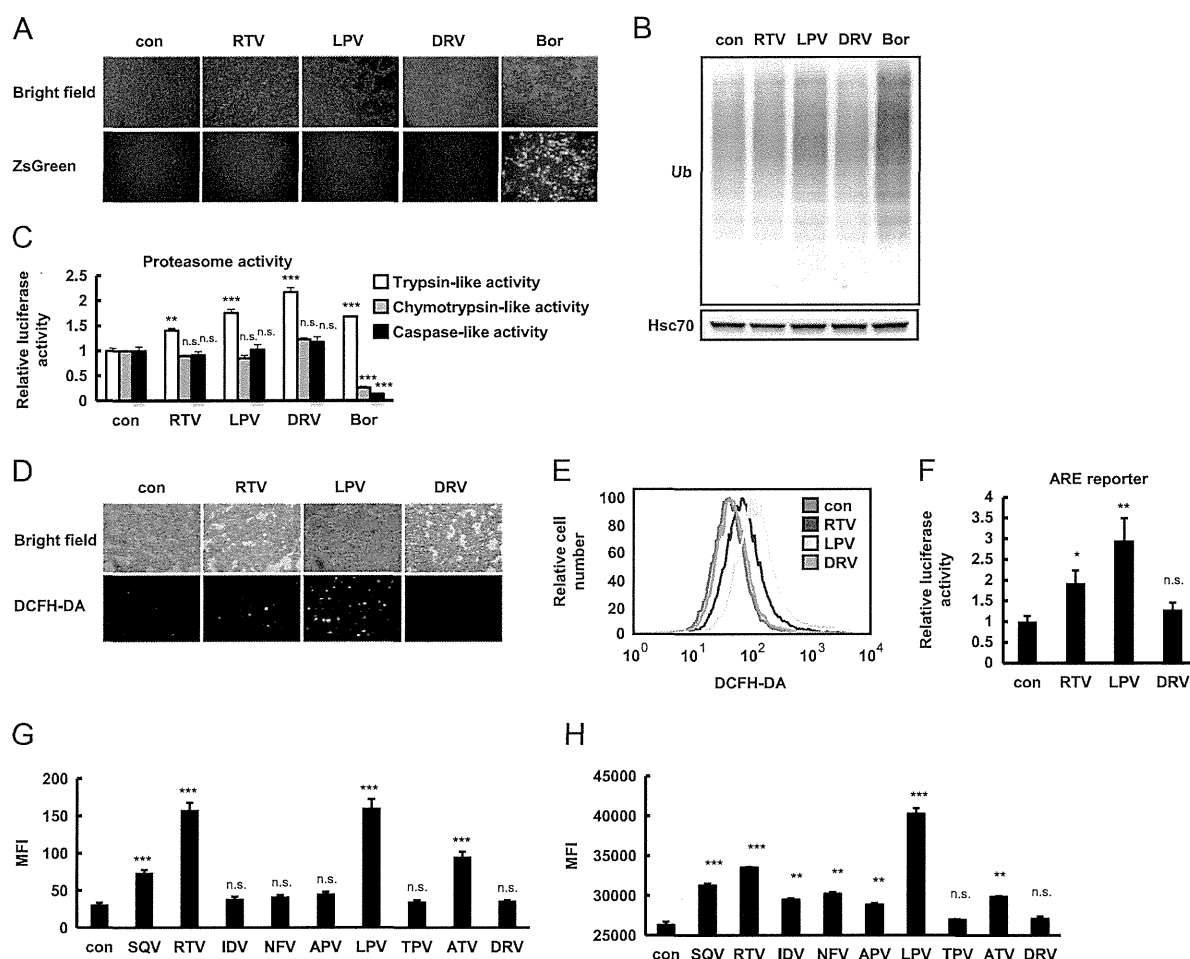 A
con RTV LPV DRV Bor
Bright field
ZsGreen
B
con RTV LPV DRV Bor
Ub
Hsc70
C
Proteasome activity
Relative luciferase
activity
2.5
2
1.5
1
0.5
0
** n.s. n.s.
*** n.s. n.s.
*** n.s. n.s.
*** *** ***
con RTV LPV DRV Bor
Trypsin-like activity
Chymotrypsin-like activity
Caspase-like activity
D
con RTV LPV DRV
Bright field
DCFH-DA
E
Relative cell
number
100
80
60
40
20
0
10^0 10^1 10^2 10^3 10^4
DCFH-DA
con
RTV
LPV
DRV
F
ARE reporter
Relative luciferase
activity
4
3.5
3
2.5
2
1.5
1
0.5
0
* ** n.s.
con RTV LPV DRV
G
MFI
200
150
100
50
0
*** *** n.s. n.s. n.s. *** n.s. *** n.s.
con SQV RTV IDV NFV APV LPV TPV ATV DRV
H
MFI
45000
40000
35000
30000
25000
*** *** ** ** ** *** n.s. ** n.s.
con SQV RTV IDV NFV APV LPV TPV ATV DRV